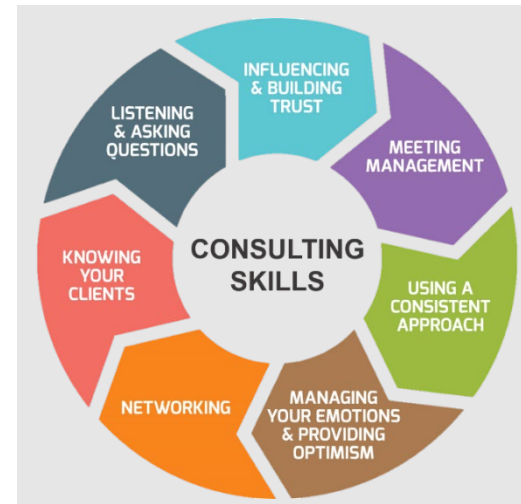 INFLUENCING
& BUILDING
TRUST
MEETING
MANAGEMENT
USING A
CONSISTENT
APPROACH
MANAGING
YOUR EMOTIONS
& PROVIDING
OPTIMISM
NETWORKING
KNOWING
YOUR
CLIENTS
LISTENING
& ASKING
QUESTIONS
CONSULTING
SKILLS